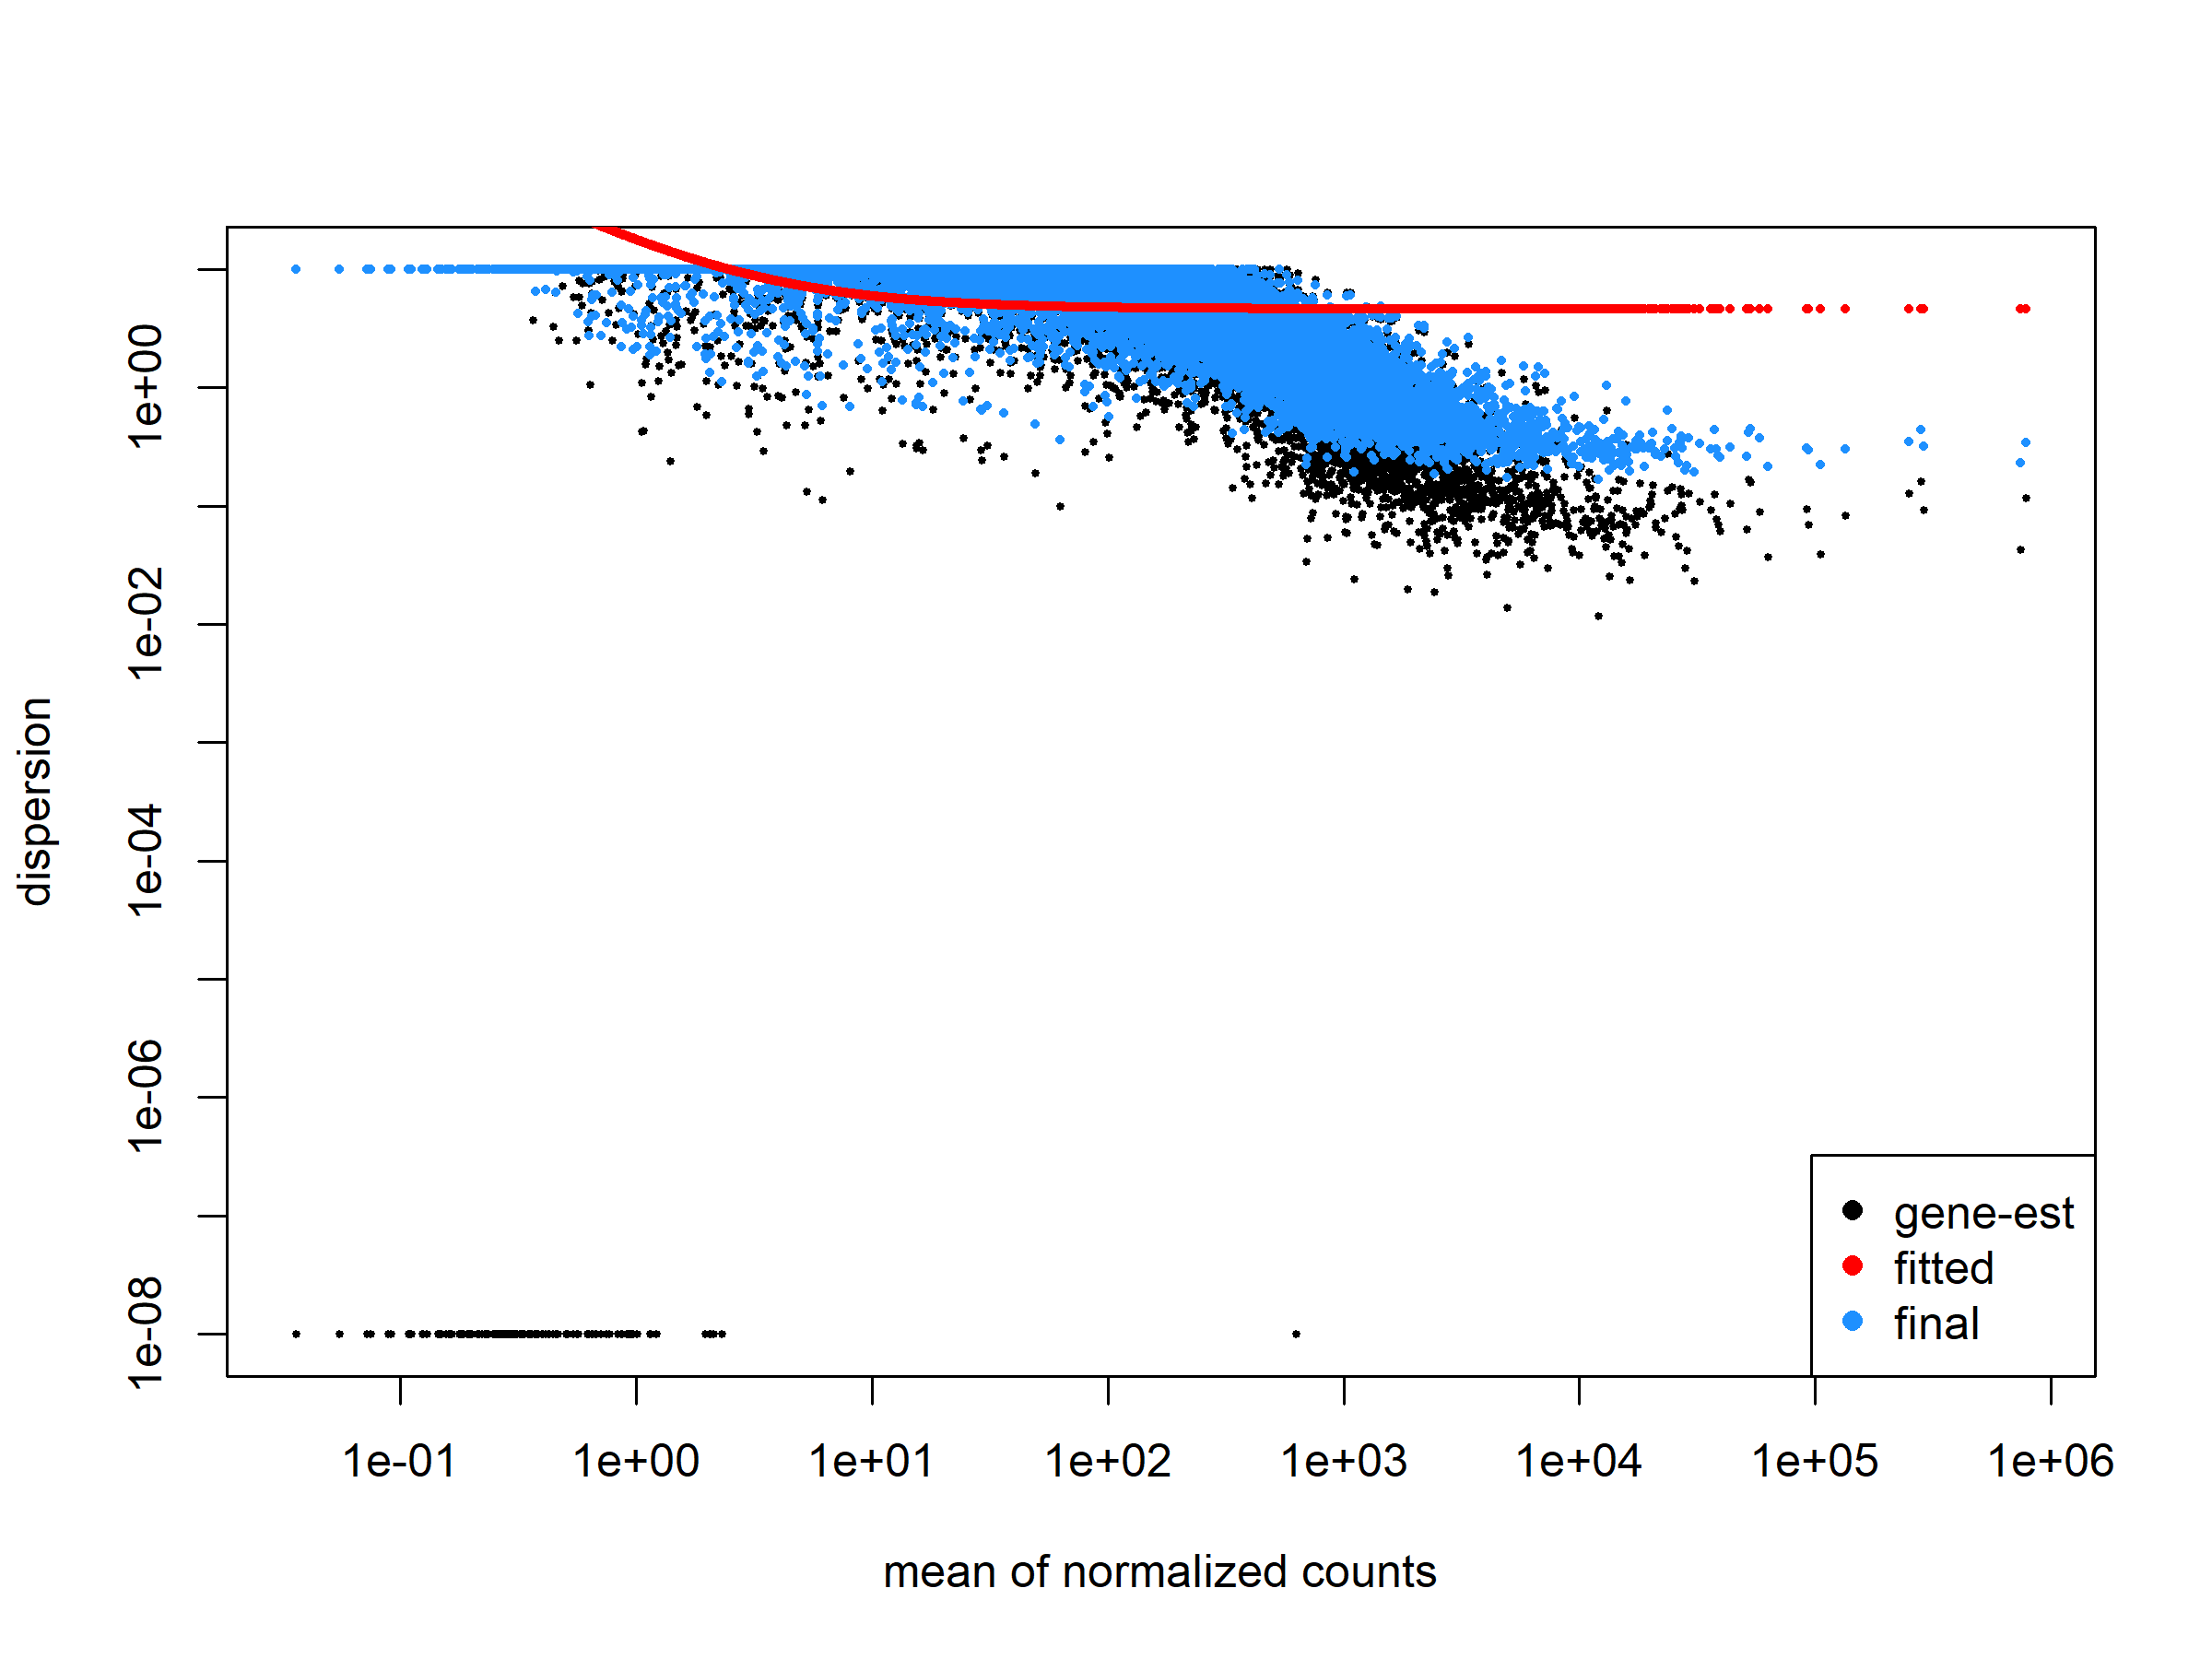 dispersion
1e+00
1e-02
1e-04
1e-06
1e-08
gene-est
fitted
final
1e-01 1e+00 1e+01 1e+02 1e+03 1e+04 1e+05 1e+06
mean of normalized counts